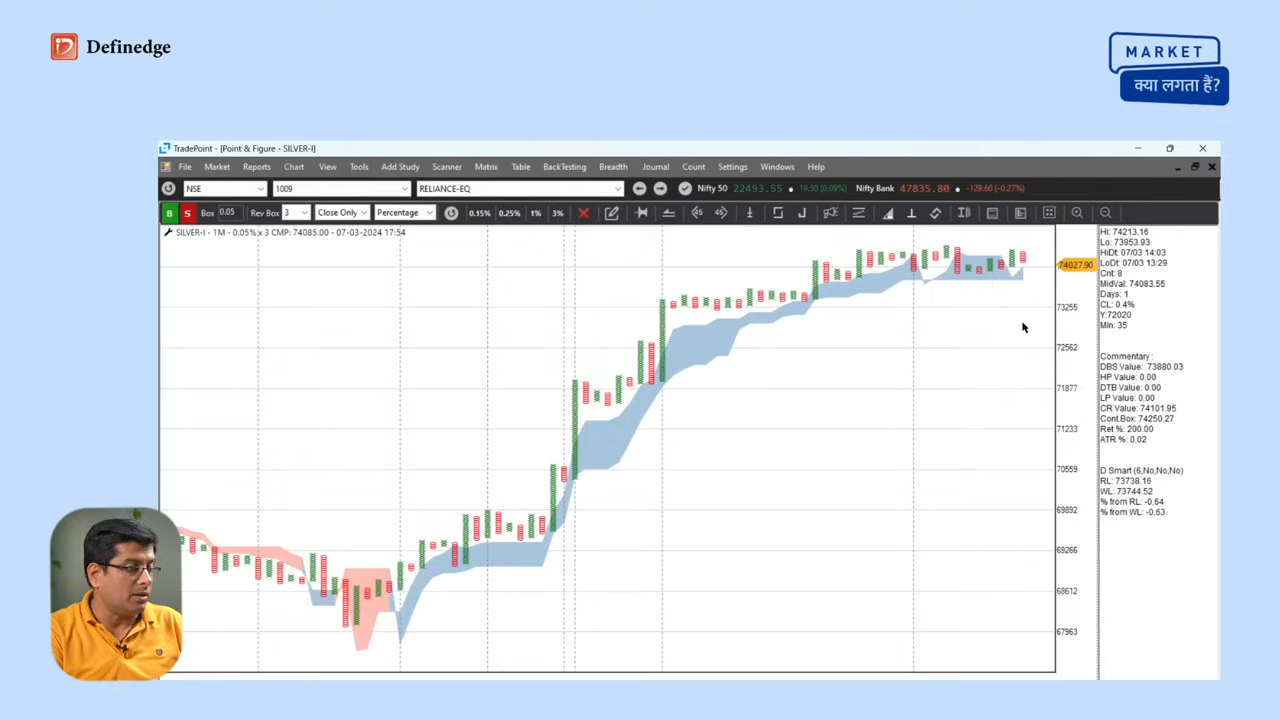 Definedge
MARKET
क्या लगता हैं?
TradePoint - [Point & Figure - SILVER-I]
File Market Reports Chart View Tools Add Study Scanner Matrix Table BackTesting Breadth Journal Count Settings Windows Help
NSE 1009 RELIANCE-EQ Nifty 50 22493.55 19.50 (0.09%) Nifty Bank 47835.80 -129.60 (-0.27%)
B S Box 0.05 Rev Box 3 Close Only Percentage 0.15% 0.25% 1% 3%
SILVER-I - 1M - 0.05% x 3 CMP: 74085.00 - 07-03-2024 17:54
74027.90
73255
72562
71877
71233
70559
69892
69266
68612
67963
Hi: 74213.16
Lo: 73953.93
HiDt: 07/03 14:03
LoDt: 07/03 13:29
Cnt: 8
MidVal: 74083.55
Days: 1
CL: 0.4%
Y:72020
Min: 35
Commentary :
DBS Value: 73880.03
HP Value: 0.00
DTB Value: 0.00
LP Value: 0.00
CR Value: 74101.95
Cont.Box: 74250.27
Ret %: 200.00
ATR %: 0.02
D Smart (6,No,No,No)
RL: 73738.16
WL: 73744.52
% from RL: -0.64
% from WL: -0.63